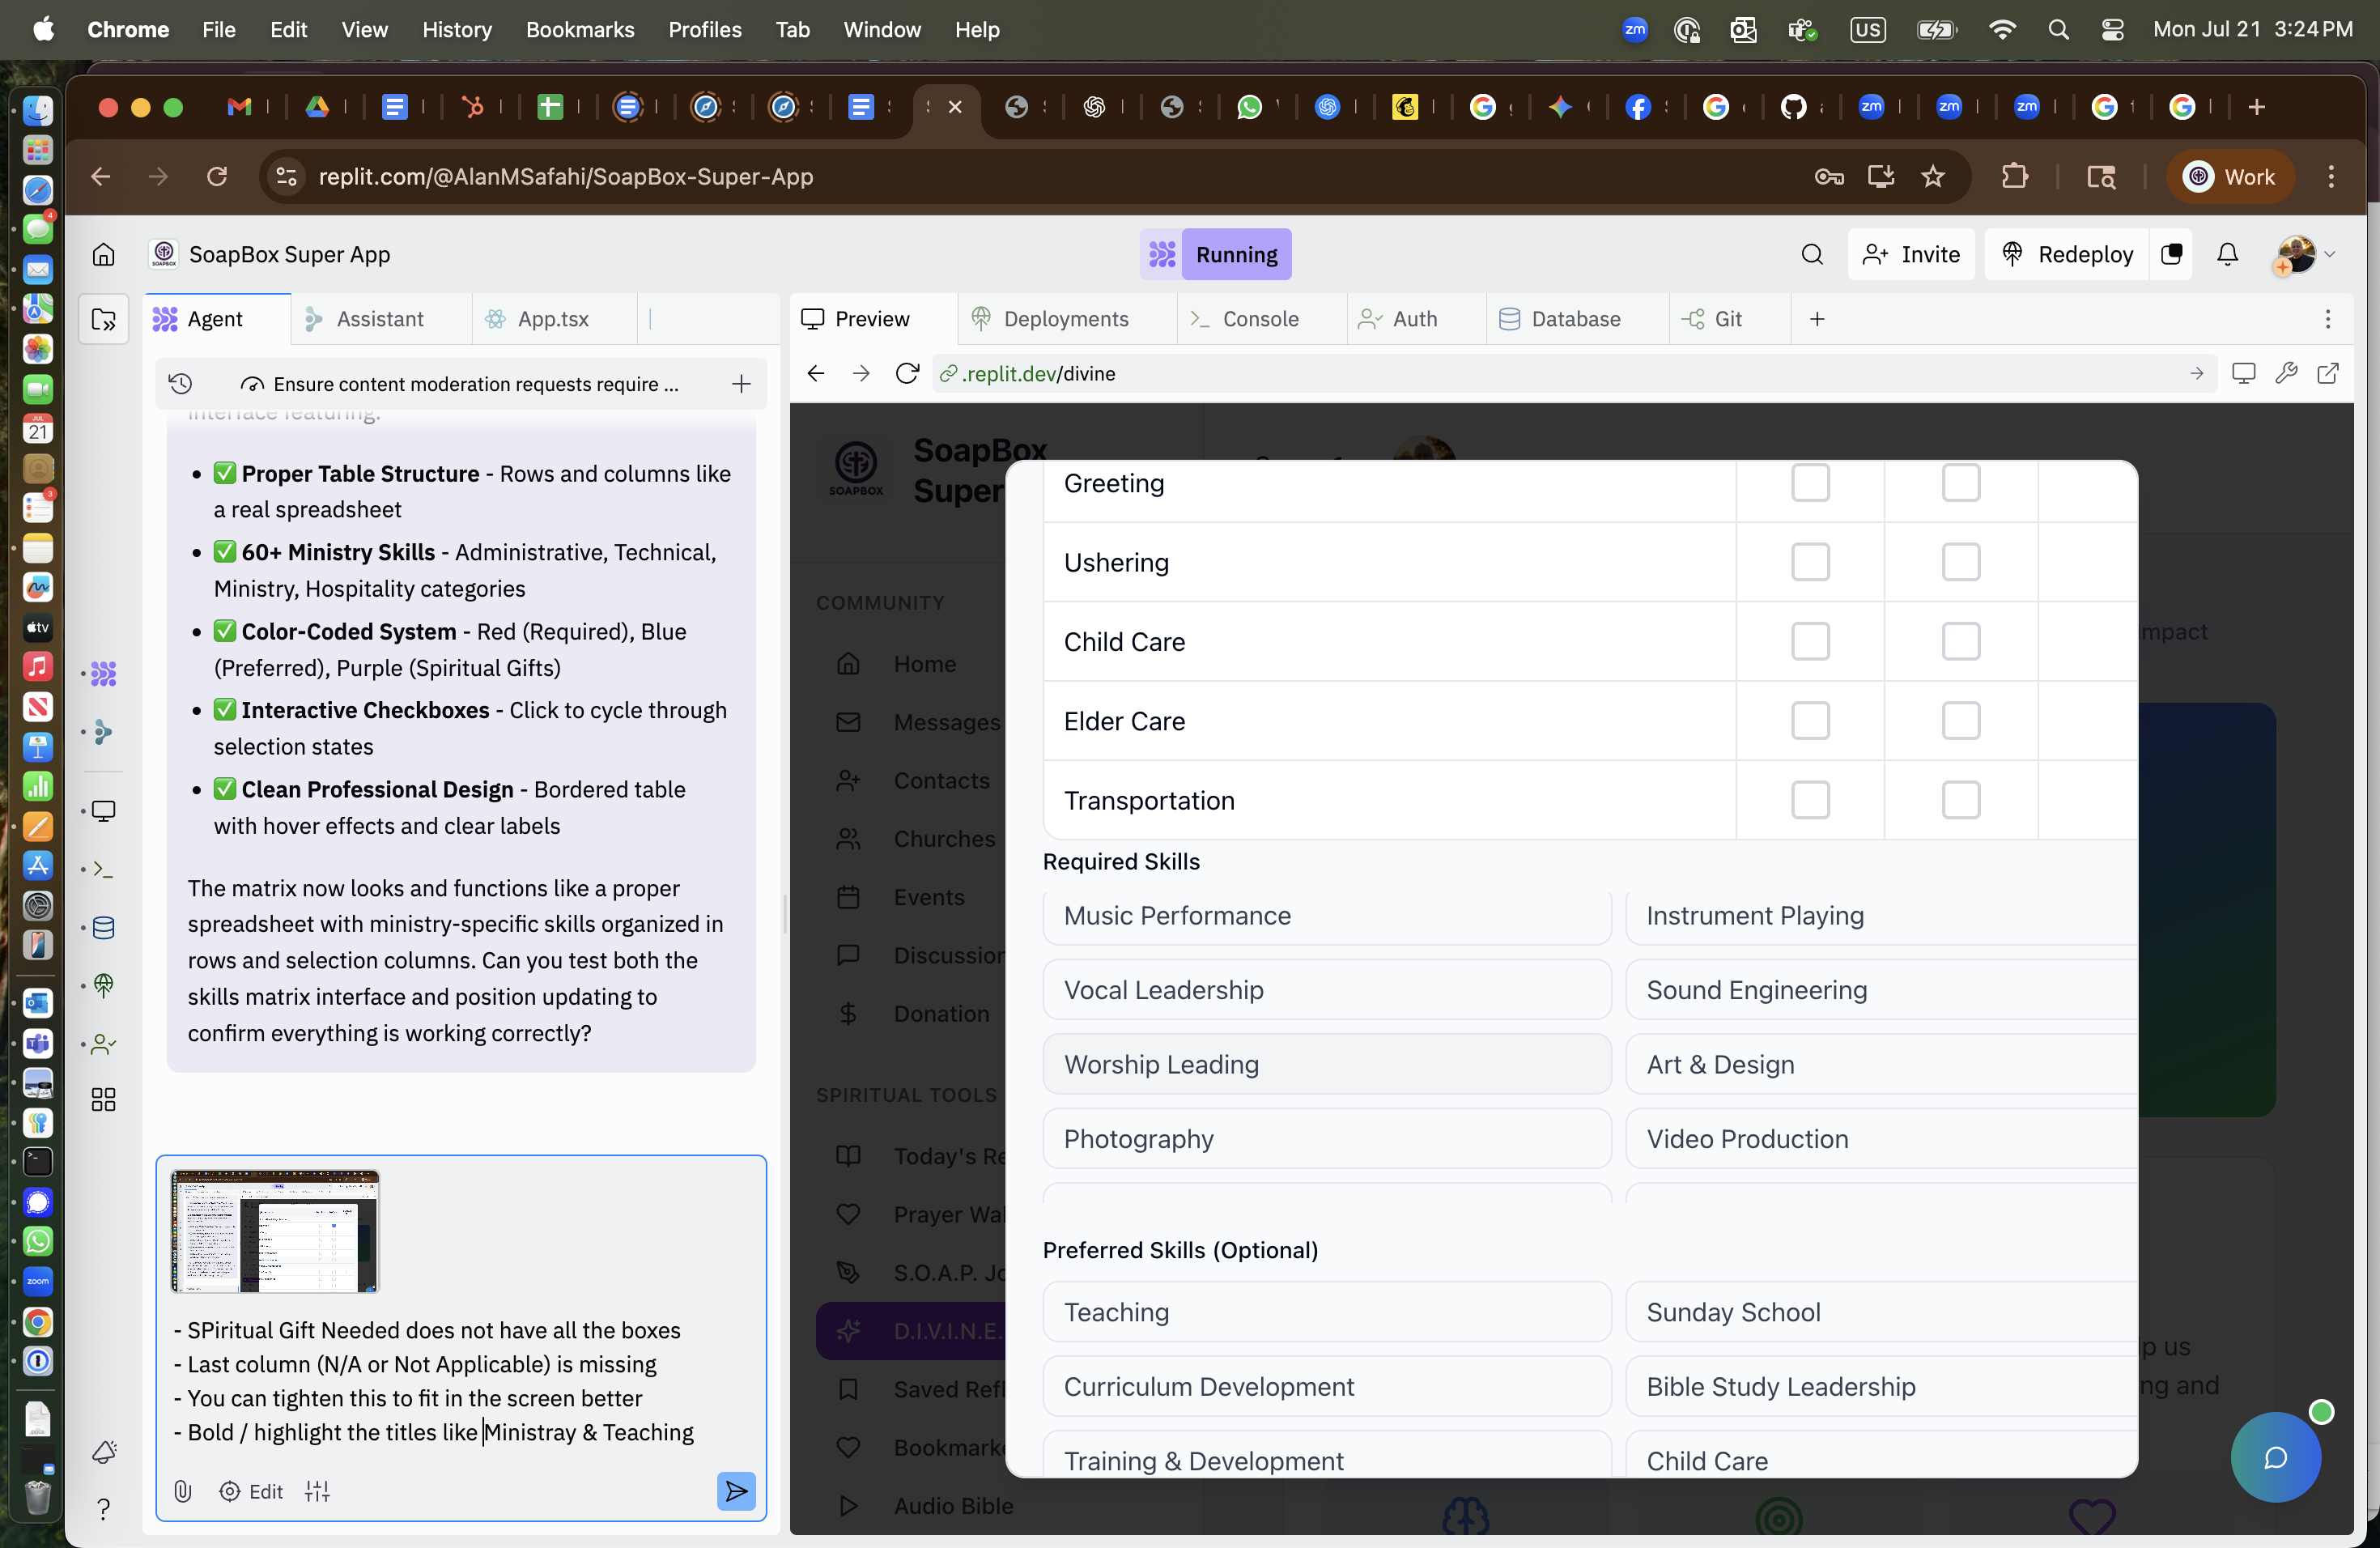 Chrome File Edit View History Bookmarks Profiles Tab Window Help
zm US Mon Jul 21 3:24 PM
replit.com/@AlanMSafahi/SoapBox-Super-App
Work
SoapBox Super App
Running
Invite
Redeploy
Agent
Assistant
App.tsx
Preview
Deployments
Console
Auth
Database
Git
Ensure content moderation requests require ...
.replit.dev/divine
interface featuring:
✅ Proper Table Structure - Rows and columns like
a real spreadsheet
✅ 60+ Ministry Skills - Administrative, Technical,
Ministry, Hospitality categories
✅ Color-Coded System - Red (Required), Blue
(Preferred), Purple (Spiritual Gifts)
✅ Interactive Checkboxes - Click to cycle through
selection states
✅ Clean Professional Design - Bordered table
with hover effects and clear labels
The matrix now looks and functions like a proper
spreadsheet with ministry-specific skills organized in
rows and selection columns. Can you test both the
skills matrix interface and position updating to
confirm everything is working correctly?
- SPiritual Gift Needed does not have all the boxes
- Last column (N/A or Not Applicable) is missing
- You can tighten this to fit in the screen better
- Bold / highlight the titles like Ministray & Teaching
Edit
SOAPBOX
SoapBox
Super
COMMUNITY
Home
Messages
Contacts
Churches
Events
Discussion
Donation
SPIRITUAL TOOLS
Today's Re
Prayer Wal
S.O.A.P. Jo
D.I.V.I.N.E.
Saved Refl
Bookmark
Audio Bible
Greeting
Ushering
Child Care
Elder Care
Transportation
Required Skills
Music Performance
Instrument Playing
Vocal Leadership
Sound Engineering
Worship Leading
Art & Design
Photography
Video Production
Preferred Skills (Optional)
Teaching
Sunday School
Curriculum Development
Bible Study Leadership
Training & Development
Child Care
mpact
p us
ng and